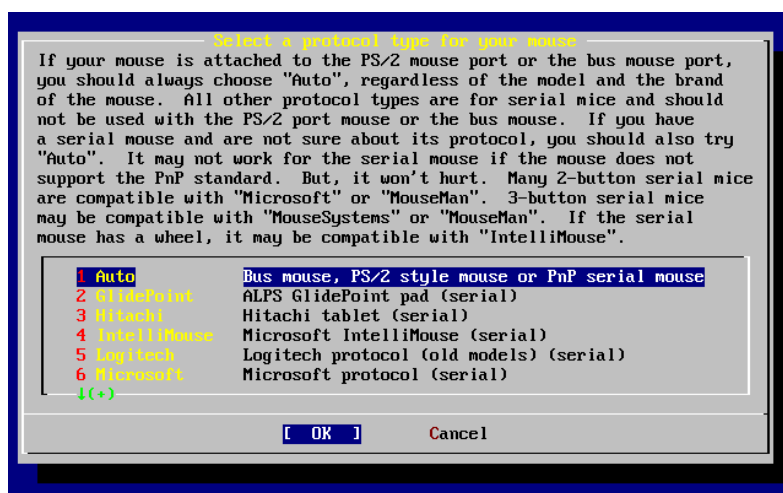 Select a protocol type for your mouse
If your mouse is attached to the PS/2 mouse port or the bus mouse port,
you should always choose "Auto", regardless of the model and the brand
of the mouse.  All other protocol types are for serial mice and should
not be used with the PS/2 port mouse or the bus mouse.  If you have
a serial mouse and are not sure about its protocol, you should also try
"Auto".  It may not work for the serial mouse if the mouse does not
support the PnP standard.  But, it won't hurt.  Many 2-button serial mice
are compatible with "Microsoft" or "MouseMan".  3-button serial mice
may be compatible with "MouseSystems" or "MouseMan".  If the serial
mouse has a wheel, it may be compatible with "IntelliMouse".
1 Auto Bus mouse, PS/2 style mouse or PnP serial mouse
2 GlidePoint ALPS GlidePoint pad (serial)
3 Hitachi Hitachi tablet (serial)
4 IntelliMouse Microsoft IntelliMouse (serial)
5 Logitech Logitech protocol (old models) (serial)
6 Microsoft Microsoft protocol (serial)
↓(+)
[  OK  ] Cancel